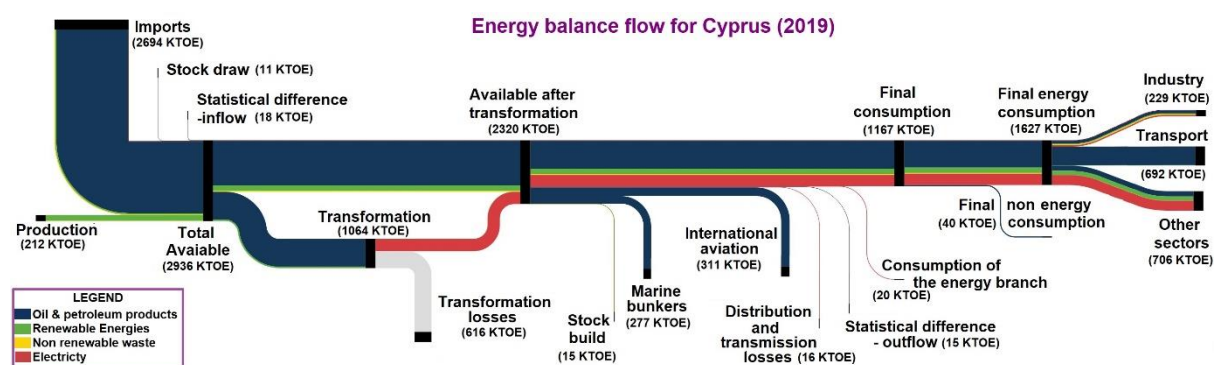 Energy balance flow for Cyprus (2019)
Imports
(2694 KTOE)
Stock draw (11 KTOE)
Statistical difference
-inflow (18 KTOE)
Available after
transformation
(2320 KTOE)
Final
consumption
(1167 KTOE)
Final energy
consumption
(1627 KTOE)
Industry
(229 KTOE)
Transport
(692 KTOE)
Production
(212 KTOE)
Total
Avaiable
(2936 KTOE)
Transformation
(1064 KTOE)
Transformation
losses
(616 KTOE)
Stock
build
(15 KTOE)
Marine
bunkers
(277 KTOE)
International
aviation
(311 KTOE)
Distribution and
transmission
losses (16 KTOE)
Statistical difference
- outflow (15 KTOE)
Consumption of
the energy branch
(20 KTOE)
Final non energy
(40 KTOE) consumption
Other
sectors
(706 KTOE)
LEGEND
Oil & petroleum products
Renewable Energies
Non renewable waste
Electricty